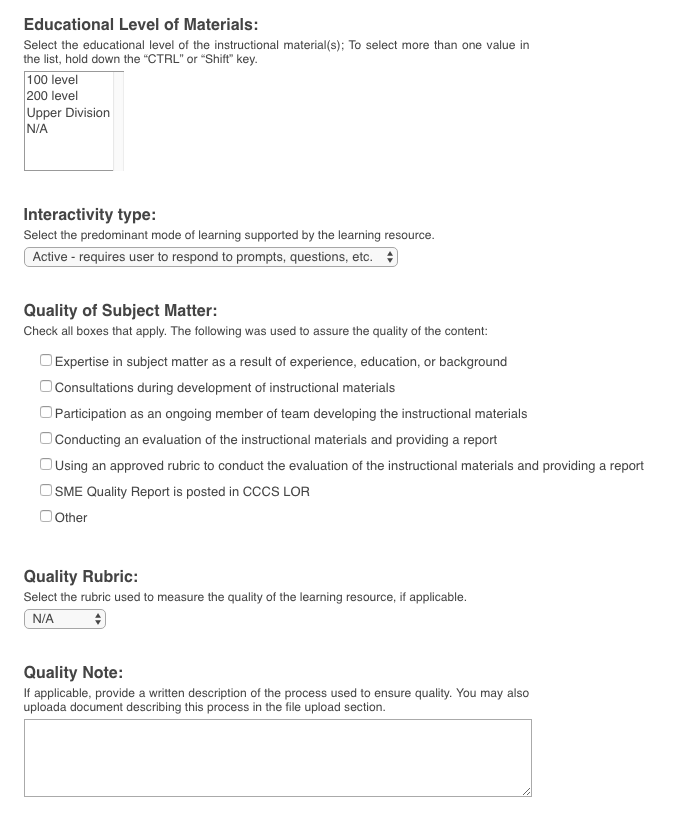 Educational Level of Materials:
Select the educational level of the instructional material(s); To select more than one value in
the list, hold down the “CTRL” or “Shift” key.
100 level
200 level
Upper Division
N/A
Interactivity type:
Select the predominant mode of learning supported by the learning resource.
Active - requires user to respond to prompts, questions, etc.
Quality of Subject Matter:
Check all boxes that apply. The following was used to assure the quality of the content:
Expertise in subject matter as a result of experience, education, or background
Consultations during development of instructional materials
Participation as an ongoing member of team developing the instructional materials
Conducting an evaluation of the instructional materials and providing a report
Using an approved rubric to conduct the evaluation of the instructional materials and providing a report
SME Quality Report is posted in CCCS LOR
Other
Quality Rubric:
Select the rubric used to measure the quality of the learning resource, if applicable.
N/A
Quality Note:
If applicable, provide a written description of the process used to ensure quality. You may also
uploada document describing this process in the file upload section.